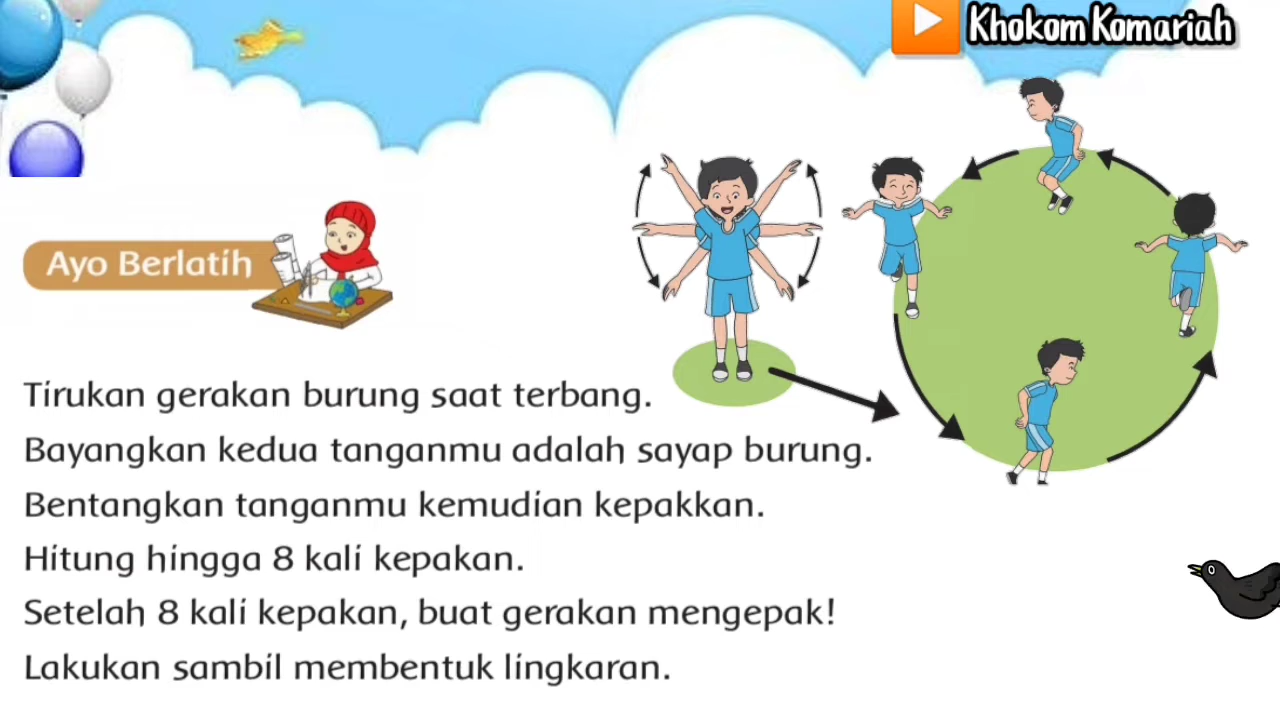 Khokom Komariah
Ayo Berlatih
Tirukan gerakan burung saat terbang.
Bayangkan kedua tanganmu adalah sayap burung.
Bentangkan tanganmu kemudian kepakkan.
Hitung hingga 8 kali kepakan.
Setelah 8 kali kepakan, buat gerakan mengepak!
Lakukan sambil membentuk lingkaran.